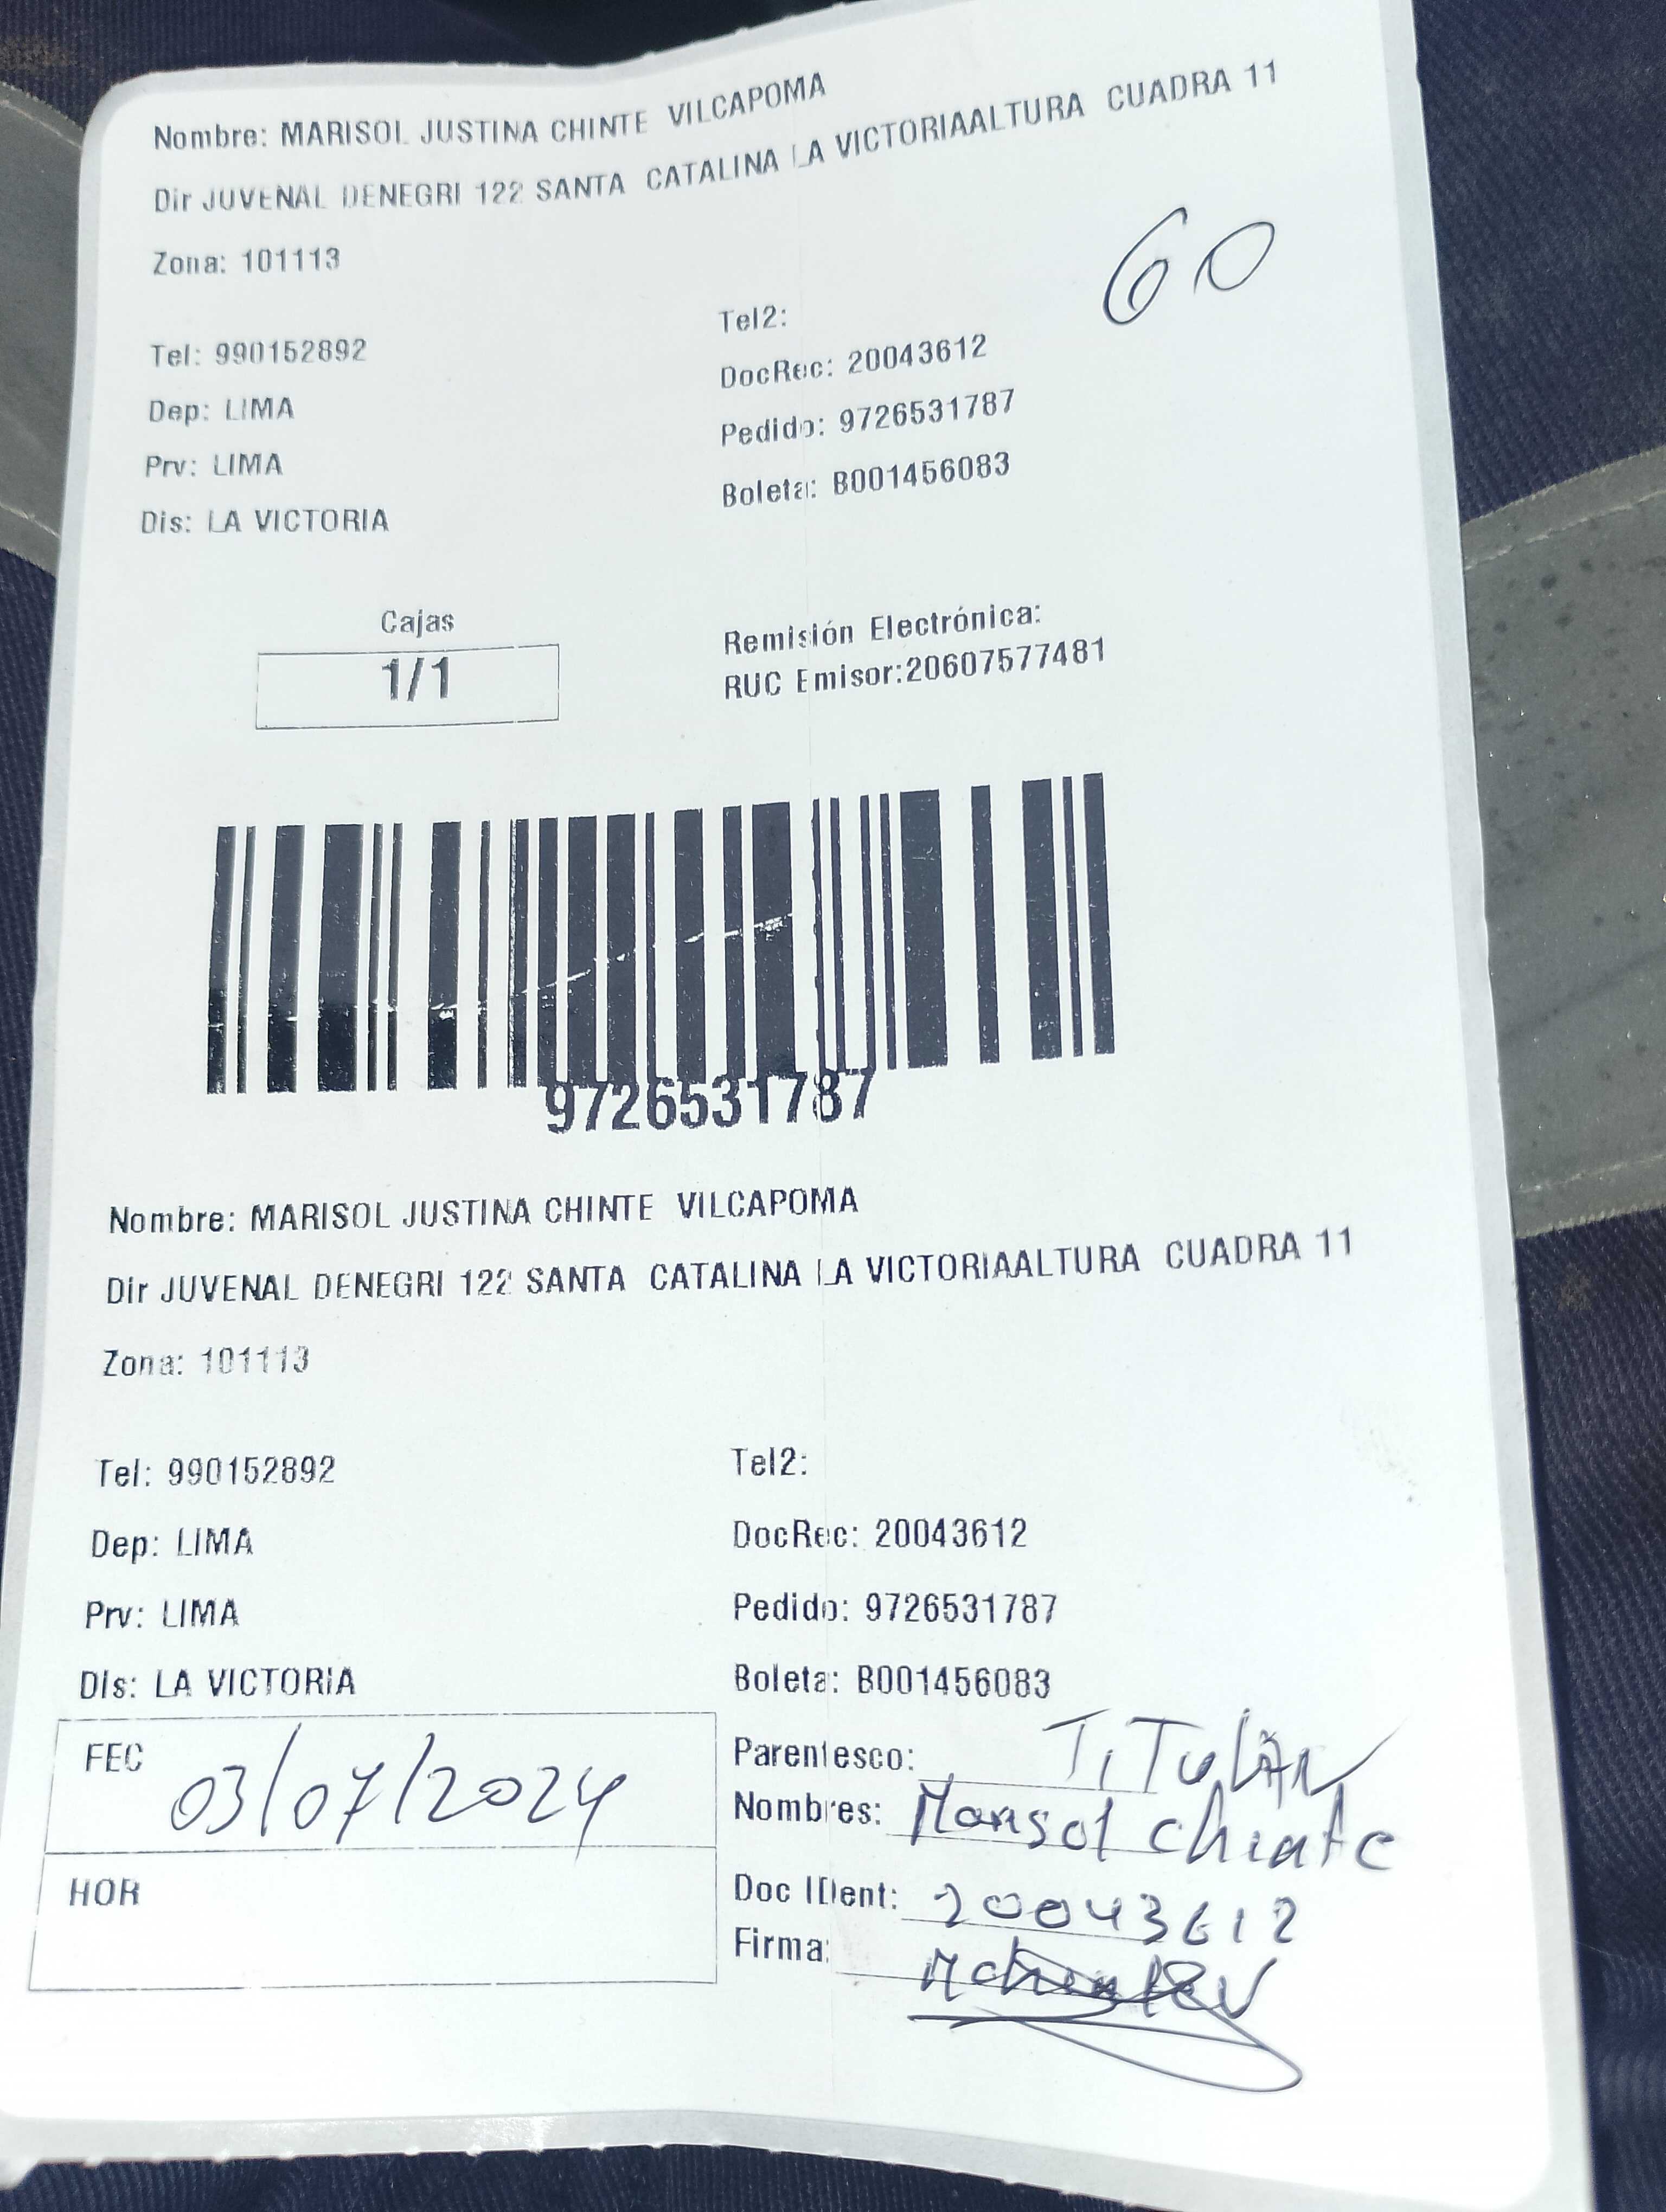 Nombre: MARISOL JUSTINA CHINTE VILCAPOMA
Dir JUVENAL DENEGRI 122 SANTA CATALINA LA VICTORIAALTURA CUADRA 11
Zona: 101113
60
Tel: 990152892
Tel2:
Dep: LIMA
DocRec: 20043612
Prv: LIMA
Pedido: 9726531787
Dis: LA VICTORIA
Boleta: B001456083
Cajas
1/1
Remisión Electrónica:
RUC Emisor:20607577481
9726531787
Nombre: MARISOL JUSTINA CHINTE VILCAPOMA
Dir JUVENAL DENEGRI 122 SANTA CATALINA LA VICTORIAALTURA CUADRA 11
Zona: 101113
Tel: 990152892
Tel2:
Dep: LIMA
DocRec: 20043612
Prv: LIMA
Pedido: 9726531787
Dis: LA VICTORIA
Boleta: B001456083
FEC 03/07/2024
HOR
Parentesco: TiTuLAR
Nombres: Marisol Chinte
Doc IDent: 20043612
Firma: